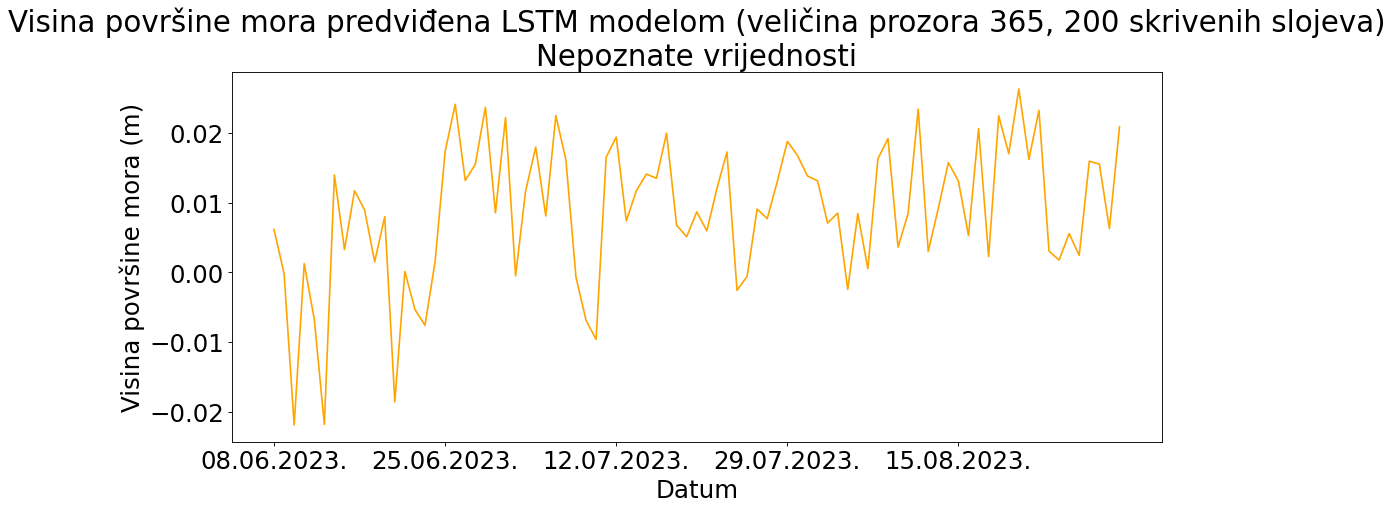 Visina površine mora predviđena LSTM modelom (veličina prozora 365, 200 skrivenih slojeva)
Nepoznate vrijednosti
Visina površine mora (m)
0.02
0.01
0.00
−0.01
−0.02
08.06.2023. 25.06.2023. 12.07.2023. 29.07.2023. 15.08.2023.
Datum